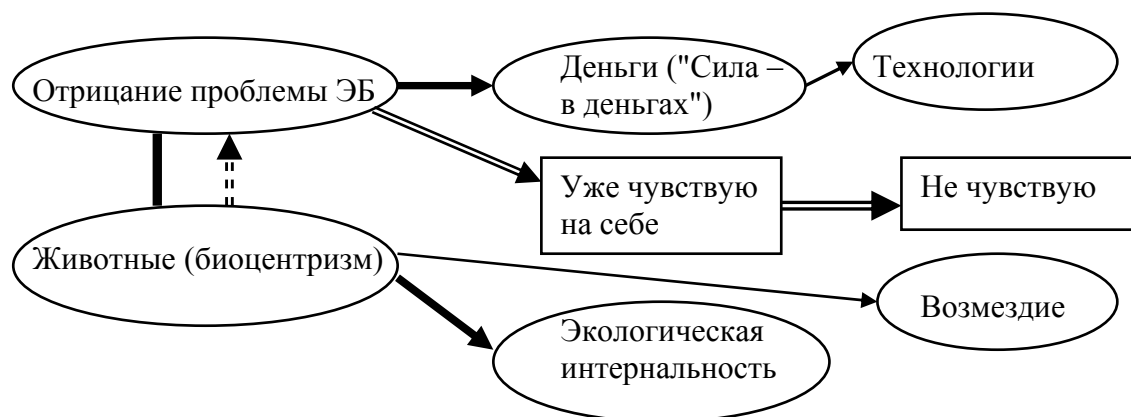 Отрицание проблемы ЭБ
Деньги ("Сила –
в деньгах")
Технологии
Уже чувствую
на себе
Не чувствую
Животные (биоцентризм)
Возмездие
Экологическая
интернальность